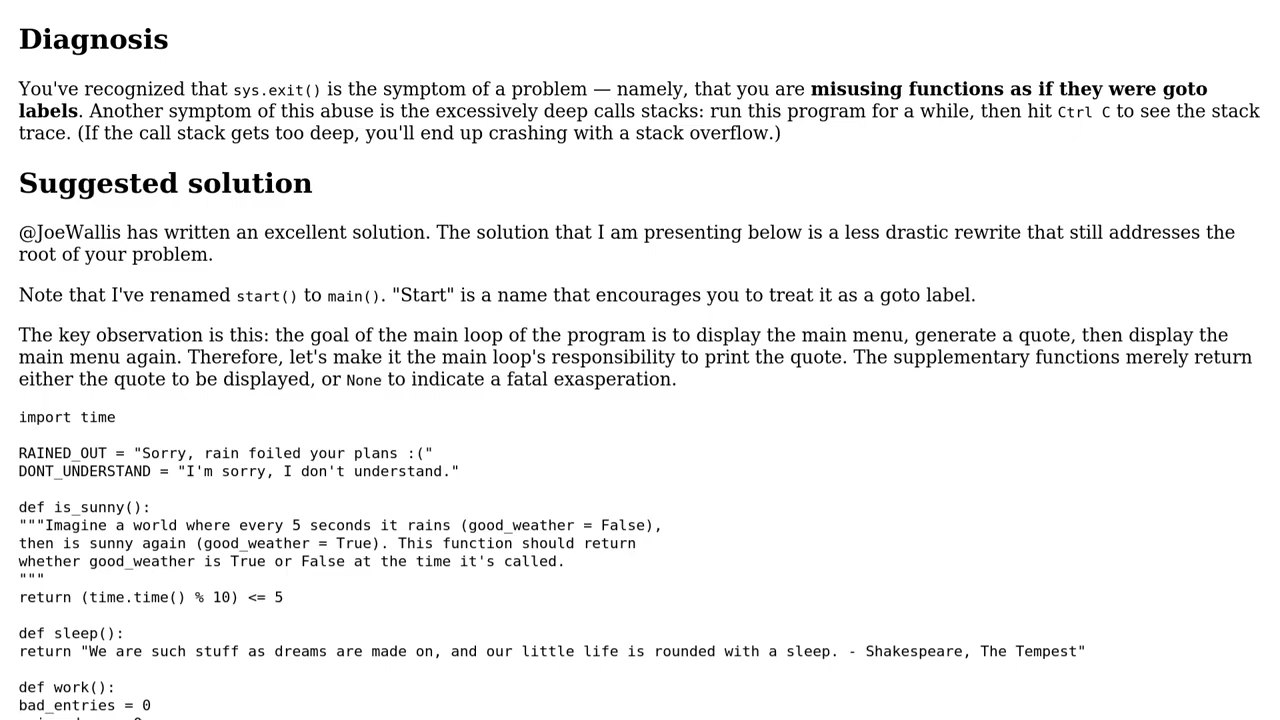 Diagnosis
You've recognized that sys.exit() is the symptom of a problem — namely, that you are misusing functions as if they were goto
labels. Another symptom of this abuse is the excessively deep calls stacks: run this program for a while, then hit Ctrl C to see the stack
trace. (If the call stack gets too deep, you'll end up crashing with a stack overflow.)
Suggested solution
@JoeWallis has written an excellent solution. The solution that I am presenting below is a less drastic rewrite that still addresses the
root of your problem.
Note that I've renamed start() to main(). "Start" is a name that encourages you to treat it as a goto label.
The key observation is this: the goal of the main loop of the program is to display the main menu, generate a quote, then display the
main menu again. Therefore, let's make it the main loop's responsibility to print the quote. The supplementary functions merely return
either the quote to be displayed, or None to indicate a fatal exasperation.
import time
RAINED_OUT = "Sorry, rain foiled your plans :("
DONT_UNDERSTAND = "I'm sorry, I don't understand."
def is_sunny():
"""Imagine a world where every 5 seconds it rains (good_weather = False),
then is sunny again (good_weather = True). This function should return
whether good_weather is True or False at the time it's called.
"""
return (time.time() % 10) <= 5
def sleep():
return "We are such stuff as dreams are made on, and our little life is rounded with a sleep. - Shakespeare, The Tempest"
def work():
bad_entries = 0